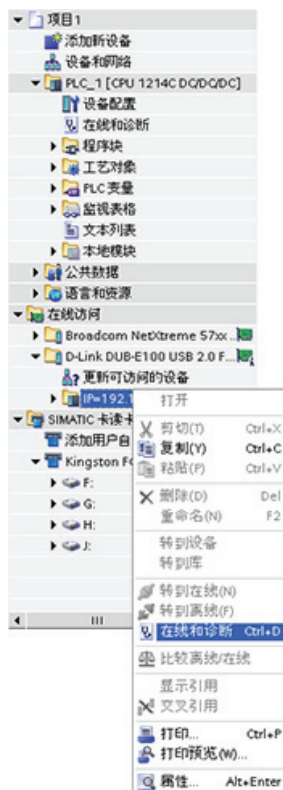 项目1
添加新设备
设备和网络
PLC_1 [CPU 1214C DC/DC/DC]
设备配置
在线和诊断
程序块
工艺对象
PLC 变量
监视表格
文本列表
本地模块
公共数据
语言和资源
在线访问
Broadcom NetXtreme 57xx ..
D-Link DUB-E100 USB 2.0 F...
更新可访问的设备
IP=192.1
SIMATIC 卡读卡
添加用户自
Kingston FC
F:
G:
H:
J:
打开
剪切(T) Ctrl+X
复制(Y) Ctrl+C
粘贴(P) Ctrl+V
删除(D) Del
重命名(N) F2
转到设备
转到库
转到在线(N)
转到离线(F)
在线和诊断 Ctrl+D
比较离线/在线
显示引用
交叉引用
打印... Ctrl+P
打印预览(W)...
属性... Alt+Enter